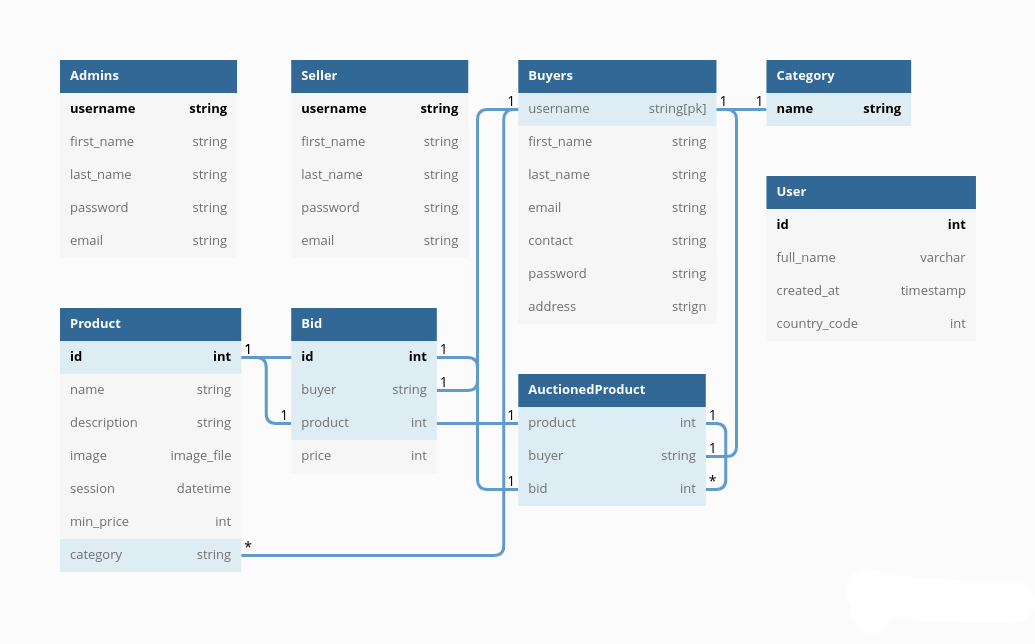 Admins
username string
first_name string
last_name string
password string
email string
Seller
username string
first_name string
last_name string
password string
email string
Buyers
1 username string[pk] 1
first_name string
last_name string
email string
contact string
password string
address strign
Category
1 name string
User
id int
full_name varchar
created_at timestamp
country_code int
Product
id int 1
name string
description string
image image_file
session datetime
min_price int
category string *
Bid
id int 1
buyer string 1
1 product int
price int
AuctionedProduct
1 product int 1
buyer string 1
1 bid int *